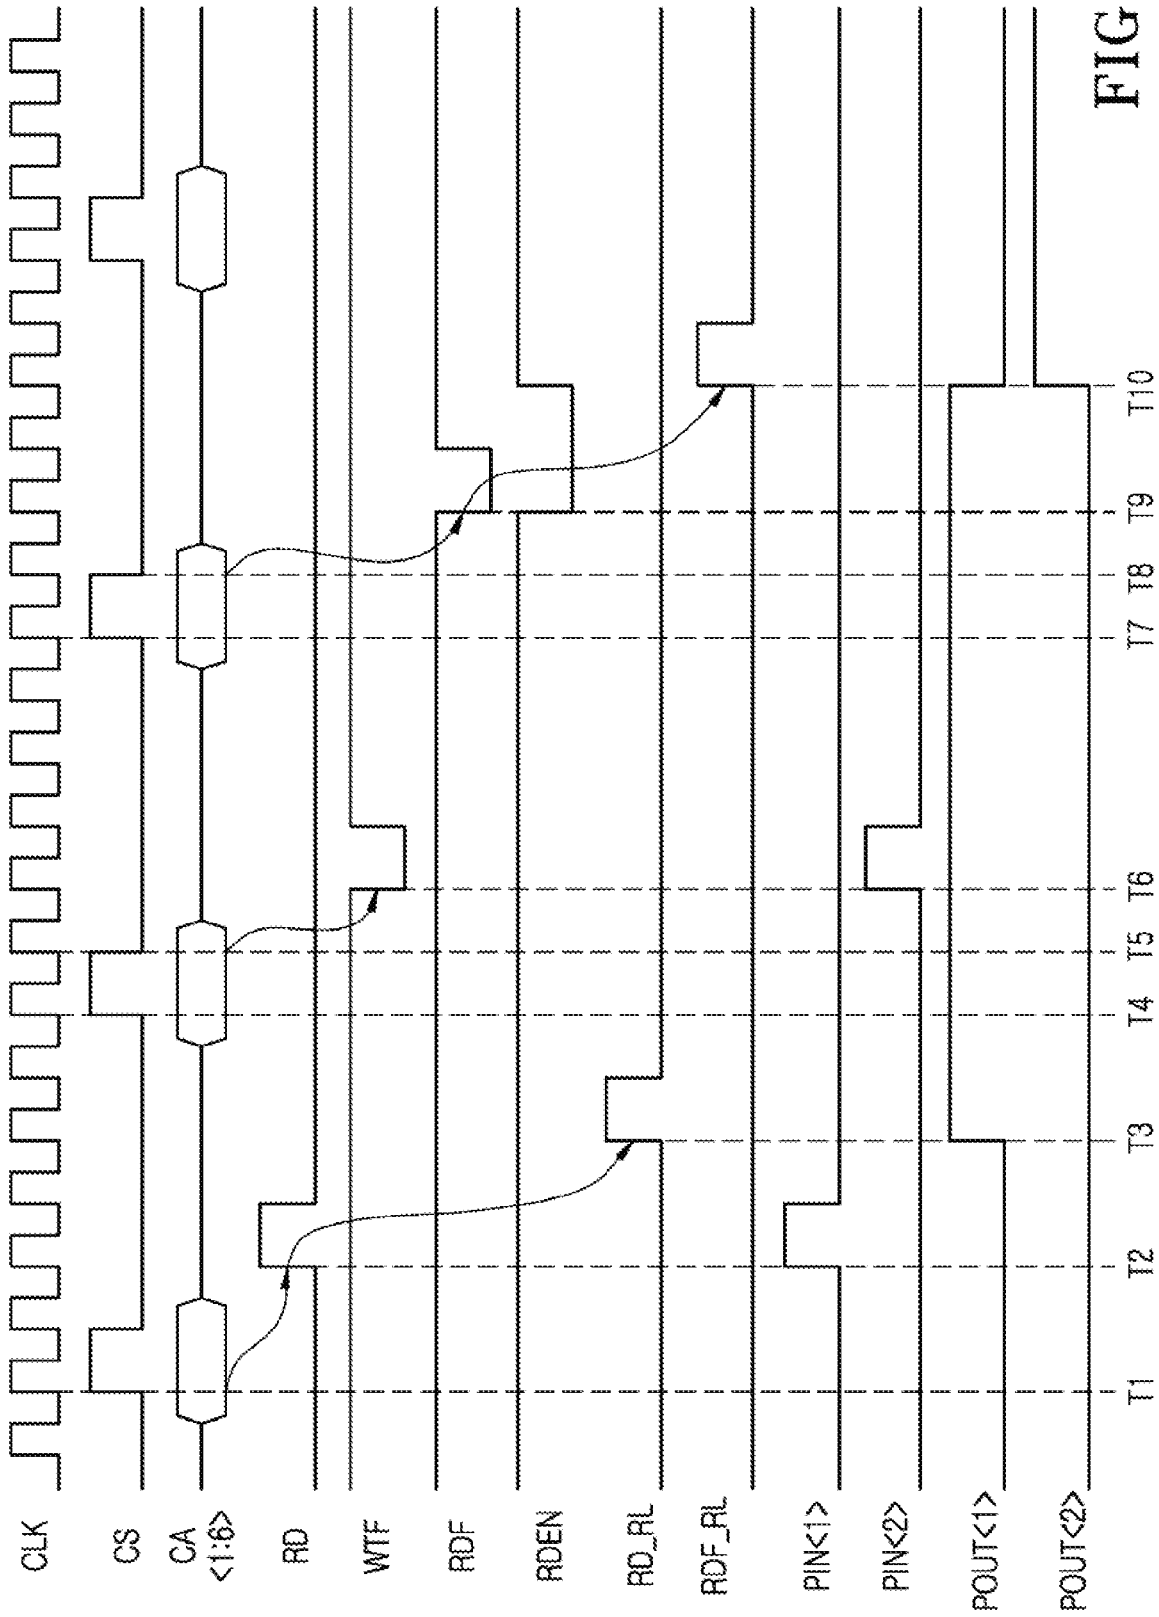 CLK
CS
CA
<1:6>
RD
WTF
RDF
RDEN
RD_RL
RDF_RL
PIN<1>
PIN<2>
POUT<1>
POUT<2>
T1 T2 T3 T4 T5 T6 T7 T8 T9 T10
FIG